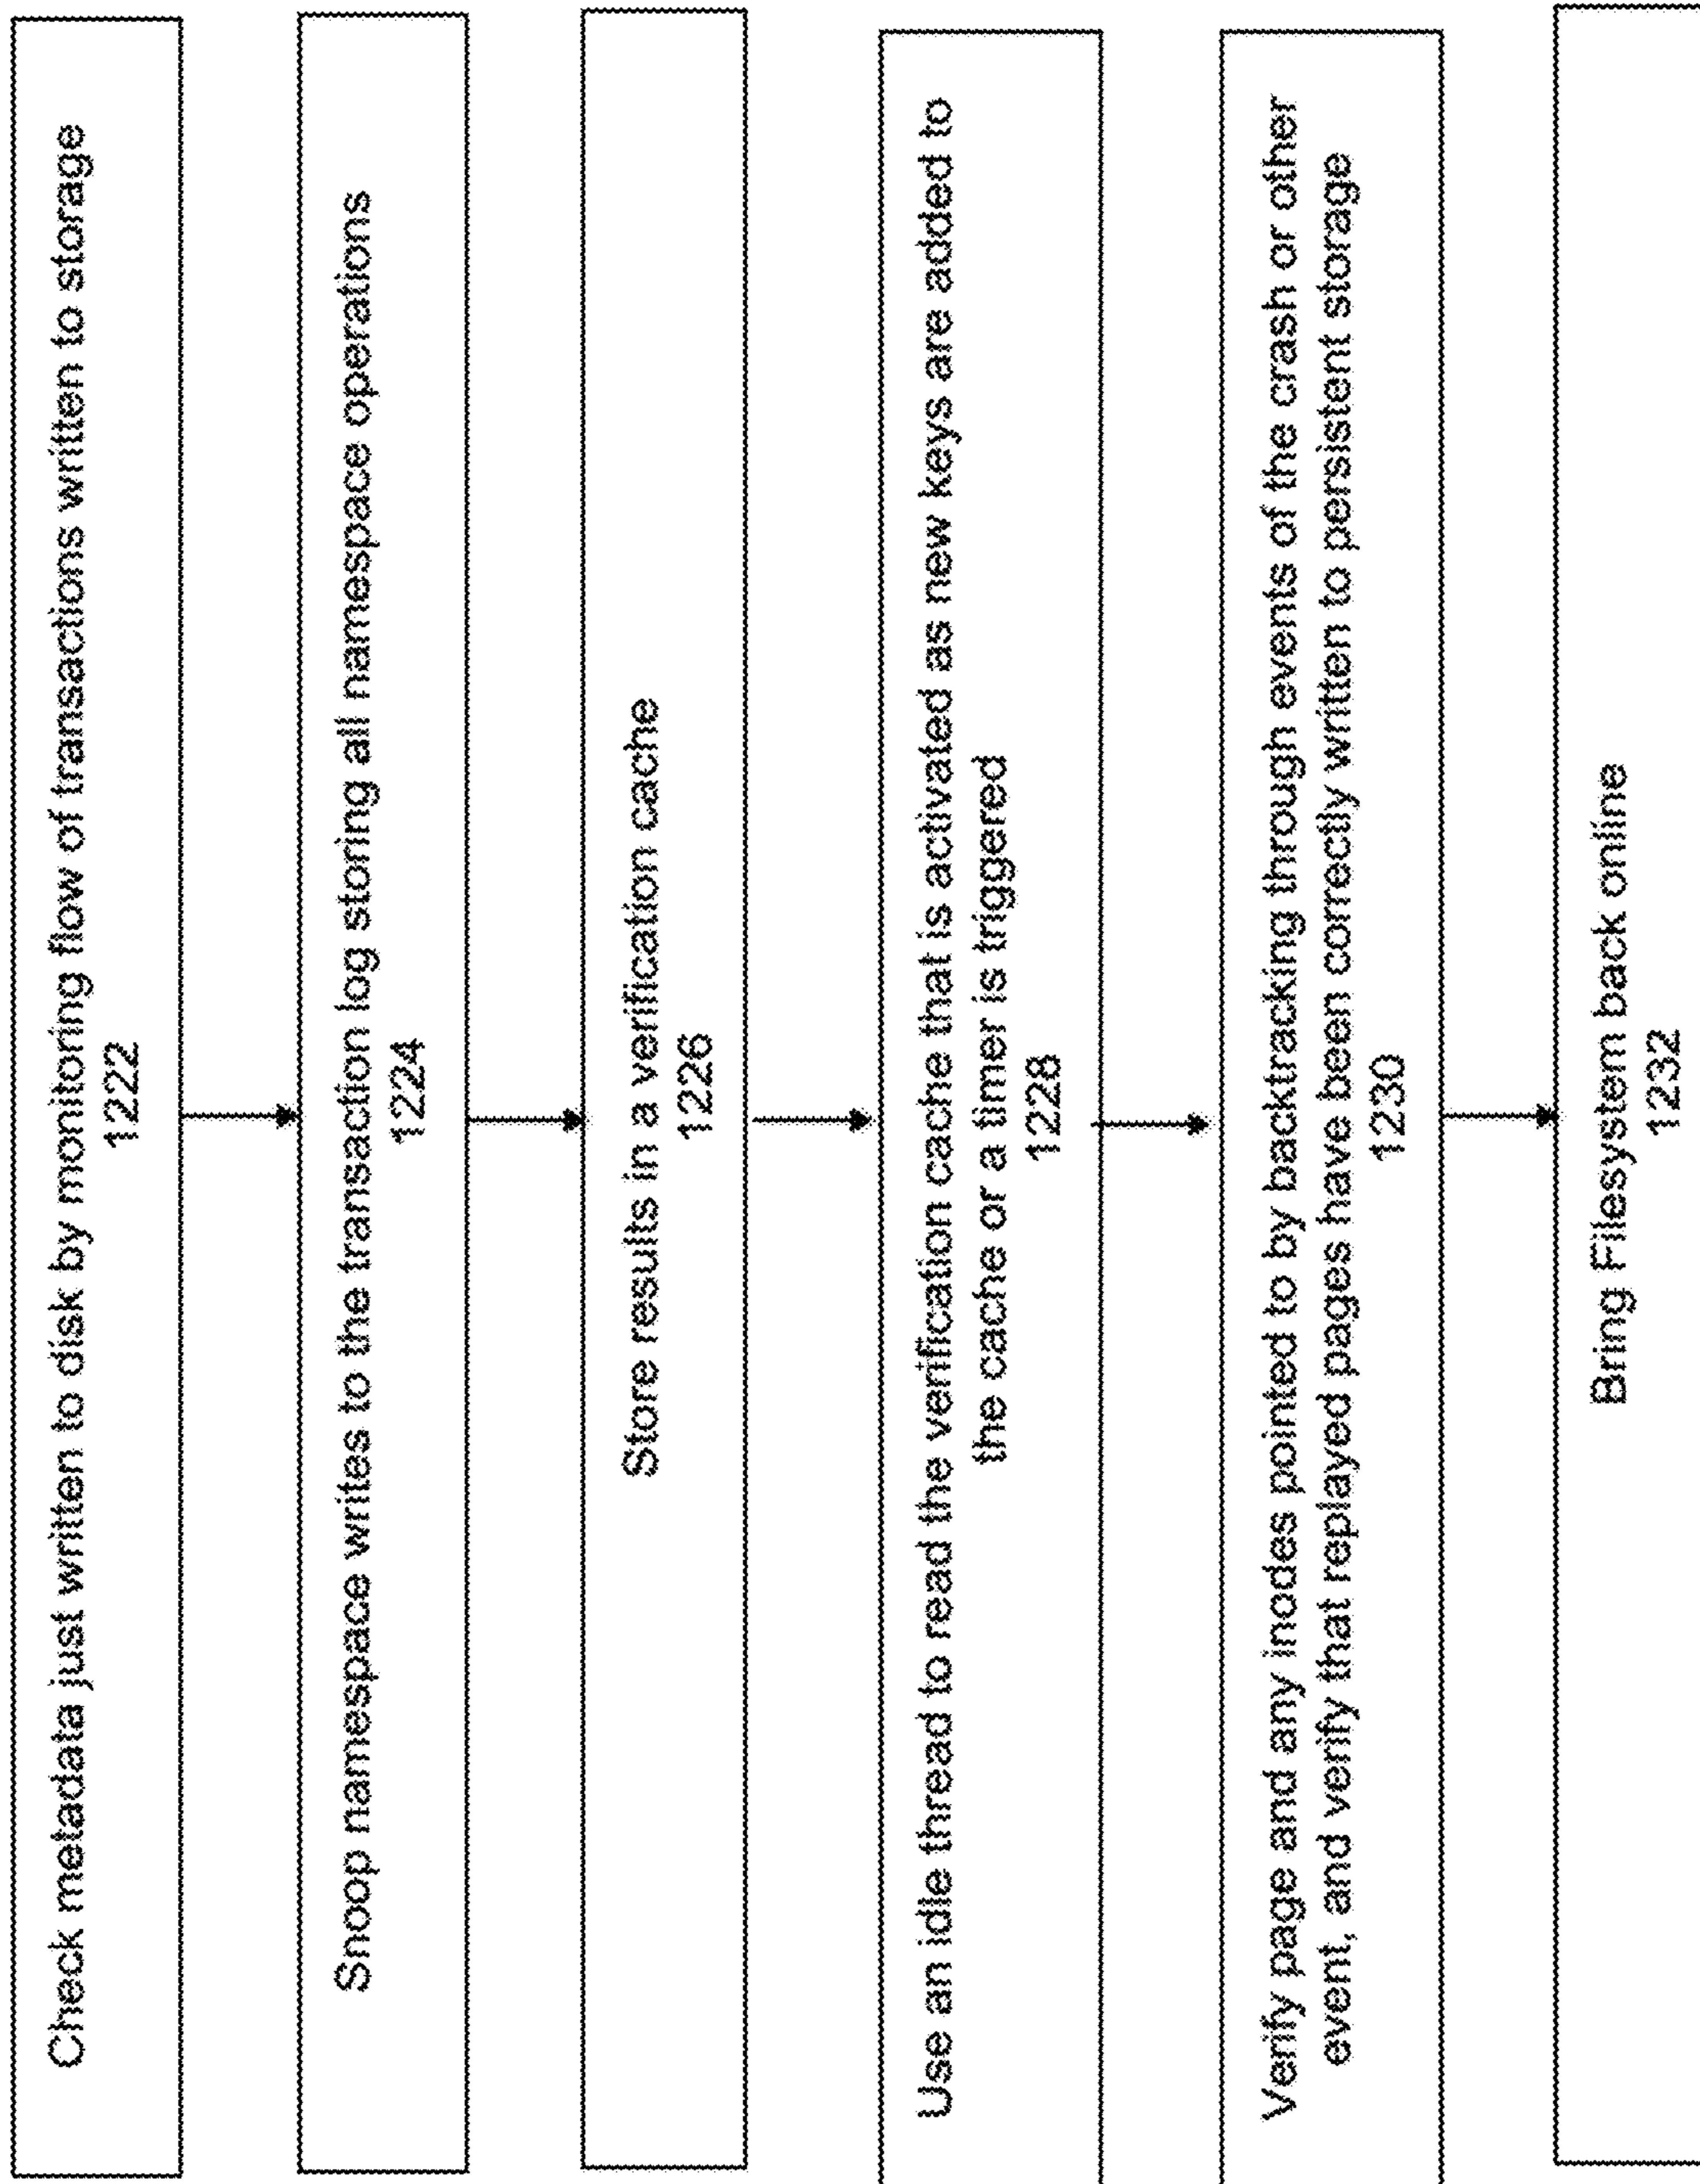 Check metadata just written to disk by monitoring flow of transactions written to storage
1222
Snoop namespace writes to the transaction log storing all namespace operations
1224
Store results in a verification cache
1226
Use an idle thread to read the verification cache that is activated as new keys are added to
the cache or a timer is triggered
1228
Verify page and any inodes pointed to by backtracking through events of the crash or other
event, and verify that replayed pages have been correctly written to persistent storage
1230
Bring Filesystem back online
1232